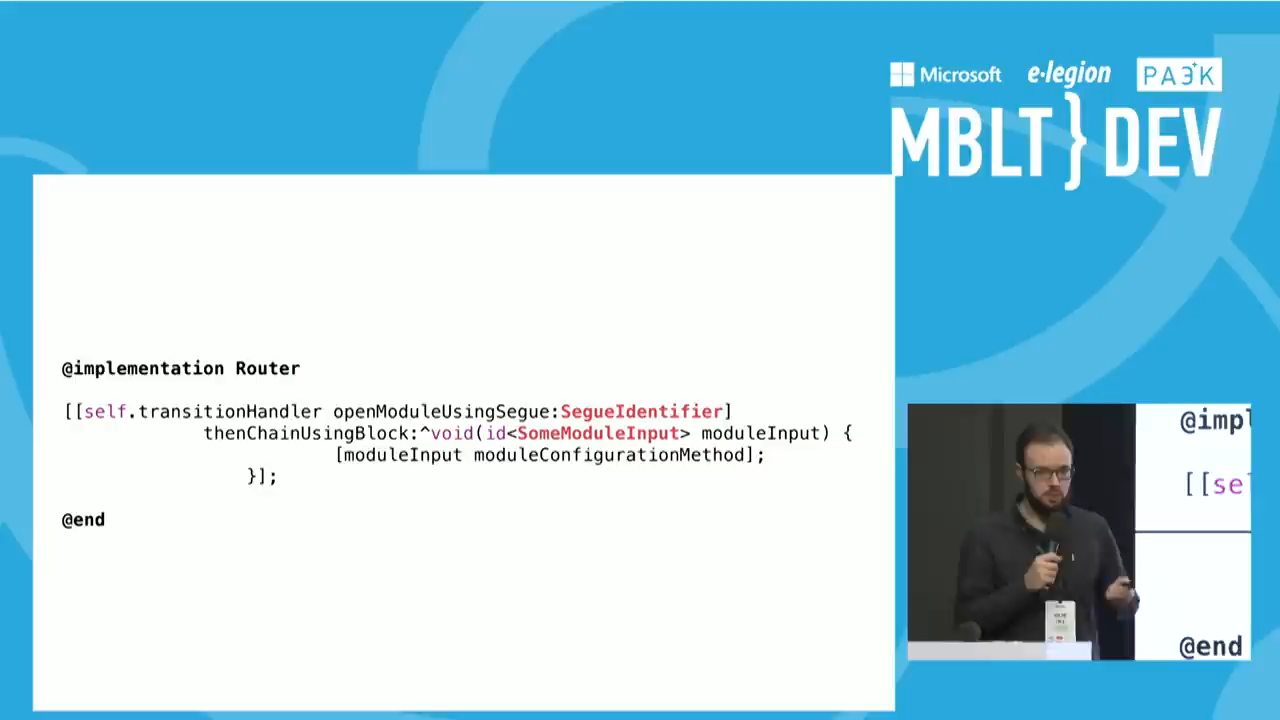 Microsoft e·legion РАЭК
MBLT}DEV
@implementation Router
[[self.transitionHandler openModuleUsingSegue:SegueIdentifier]
thenChainUsingBlock:^void(id<SomeModuleInput> moduleInput) {
[moduleInput moduleConfigurationMethod];
}];
@end
@impl
[[se
@end